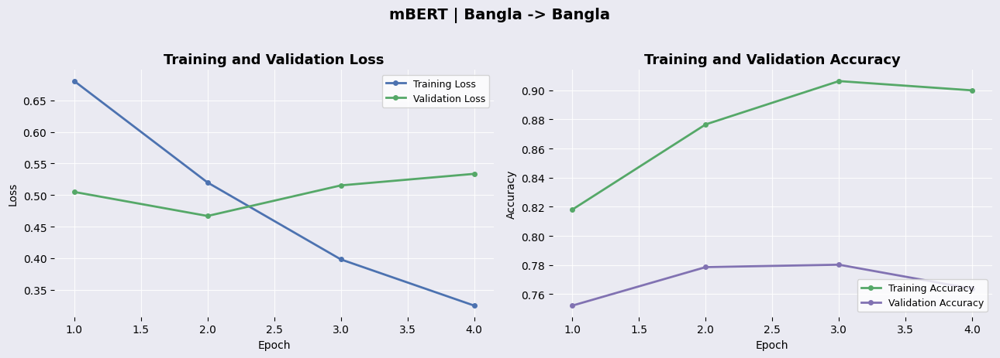 mBERT | Bangla -> Bangla
Training and Validation Loss
Training Loss
Validation Loss
0.65
0.60
0.55
0.50
0.45
0.40
0.35
Loss
1.0 1.5 2.0 2.5 3.0 3.5 4.0
Epoch
Training and Validation Accuracy
0.90
0.88
0.86
0.84
0.82
0.80
0.78
0.76
Accuracy
Training Accuracy
Validation Accuracy
1.0 1.5 2.0 2.5 3.0 3.5 4.0
Epoch